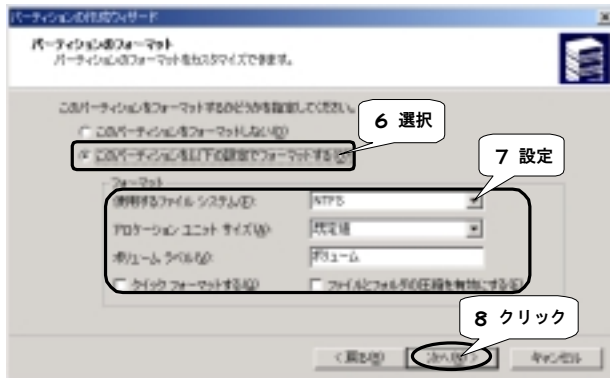 パーティションの作成ウィザード
パーティションのフォーマット
パーティションのフォーマットをカスタマイズできます。
このパーティションをフォーマットするかどうかを指定してください。
6 選択
このパーティションをフォーマットしない(D)
このパーティションを以下の設定でフォーマットする(O)
7 設定
フォーマット
使用するファイル システム(F): NTFS
アロケーション ユニット サイズ(A): 既定値
ボリューム ラベル(V): ボリューム
クイック フォーマットする(Q) ファイルとフォルダの圧縮を有効にする(E)
8 クリック
< 戻る(B) 次へ(N) > キャンセル